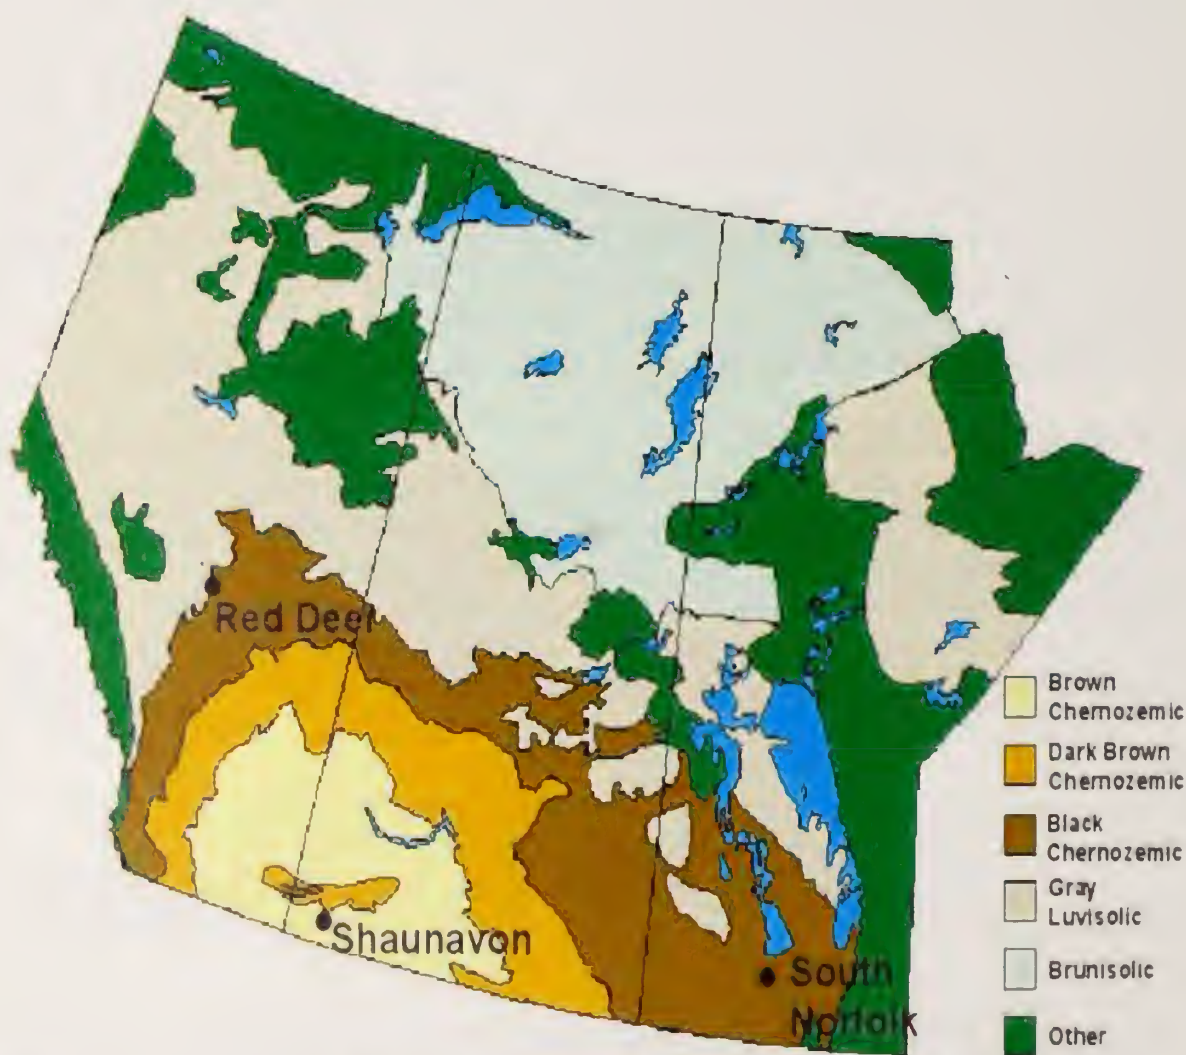 Red Deer
Shaunavon
South
Norfolk
Brown
Chernozemic
Dark Brown
Chernozemic
Black
Chernozemic
Gray
Luvisolic
Brunisolic
Other